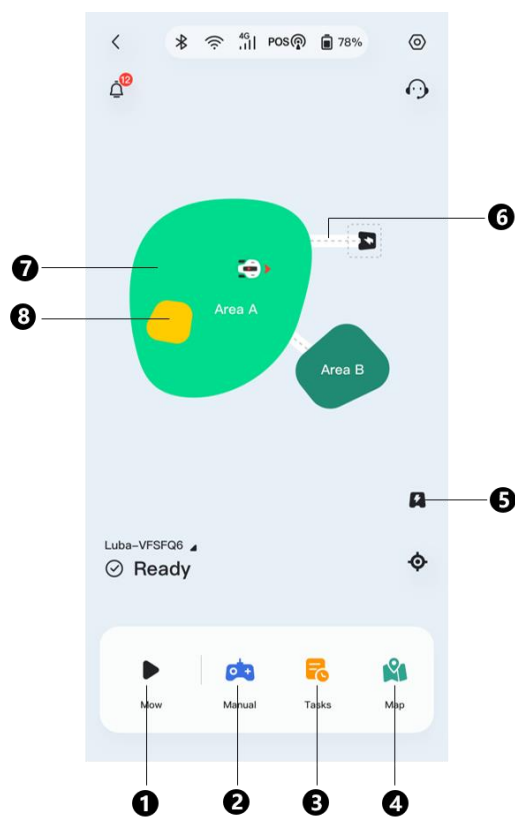 4G POS 78%
12
6
7
8
Area A
Area B
5
Luba-VFSFQ6
Ready
Mow Manual Tasks Map
1 2 3 4